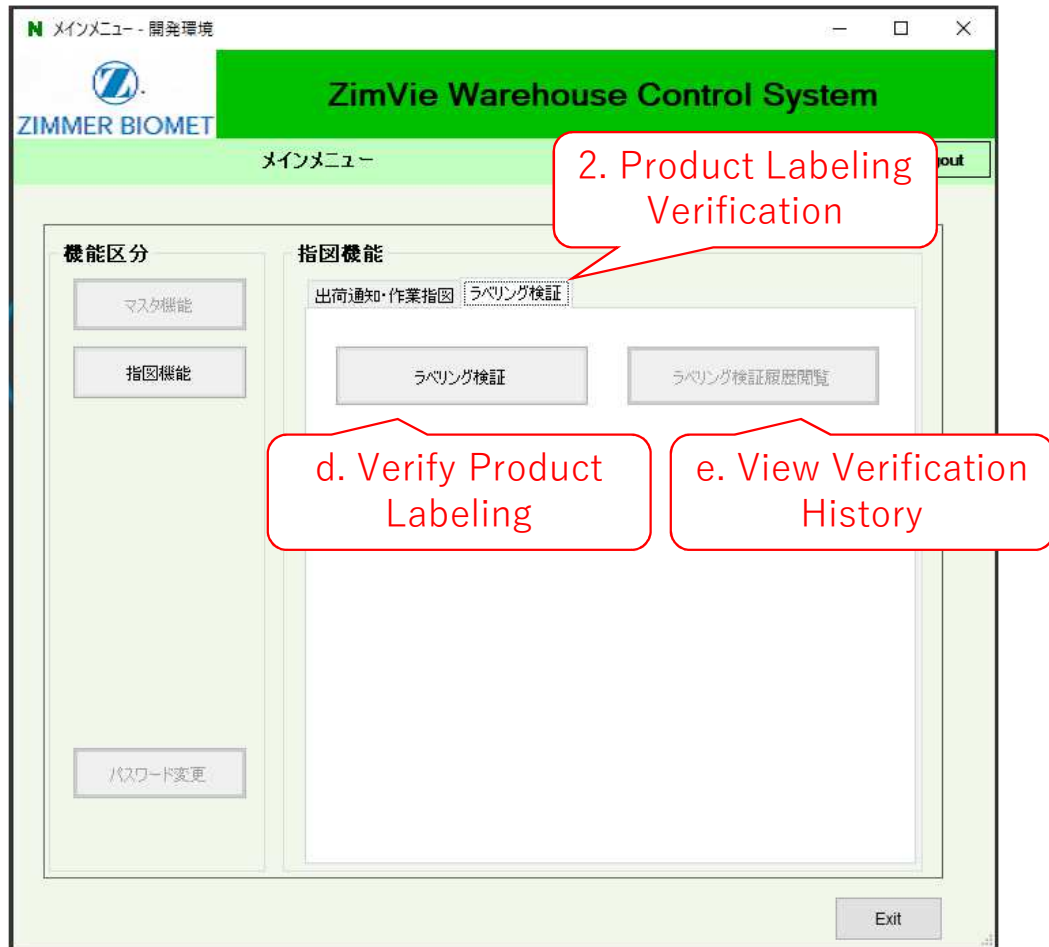 メインメニュー - 開発環境
ZIMMER BIOMET
ZimVie Warehouse Control System
メインメニュー
2. Product Labeling
Verification
out
機能区分
指図機能
マスタ機能
出荷通知・作業指図
ラベリング検証
指図機能
ラベリング検証
ラベリング検証履歴閲覧
d. Verify Product
Labeling
e. View Verification
History
パスワード変更
Exit